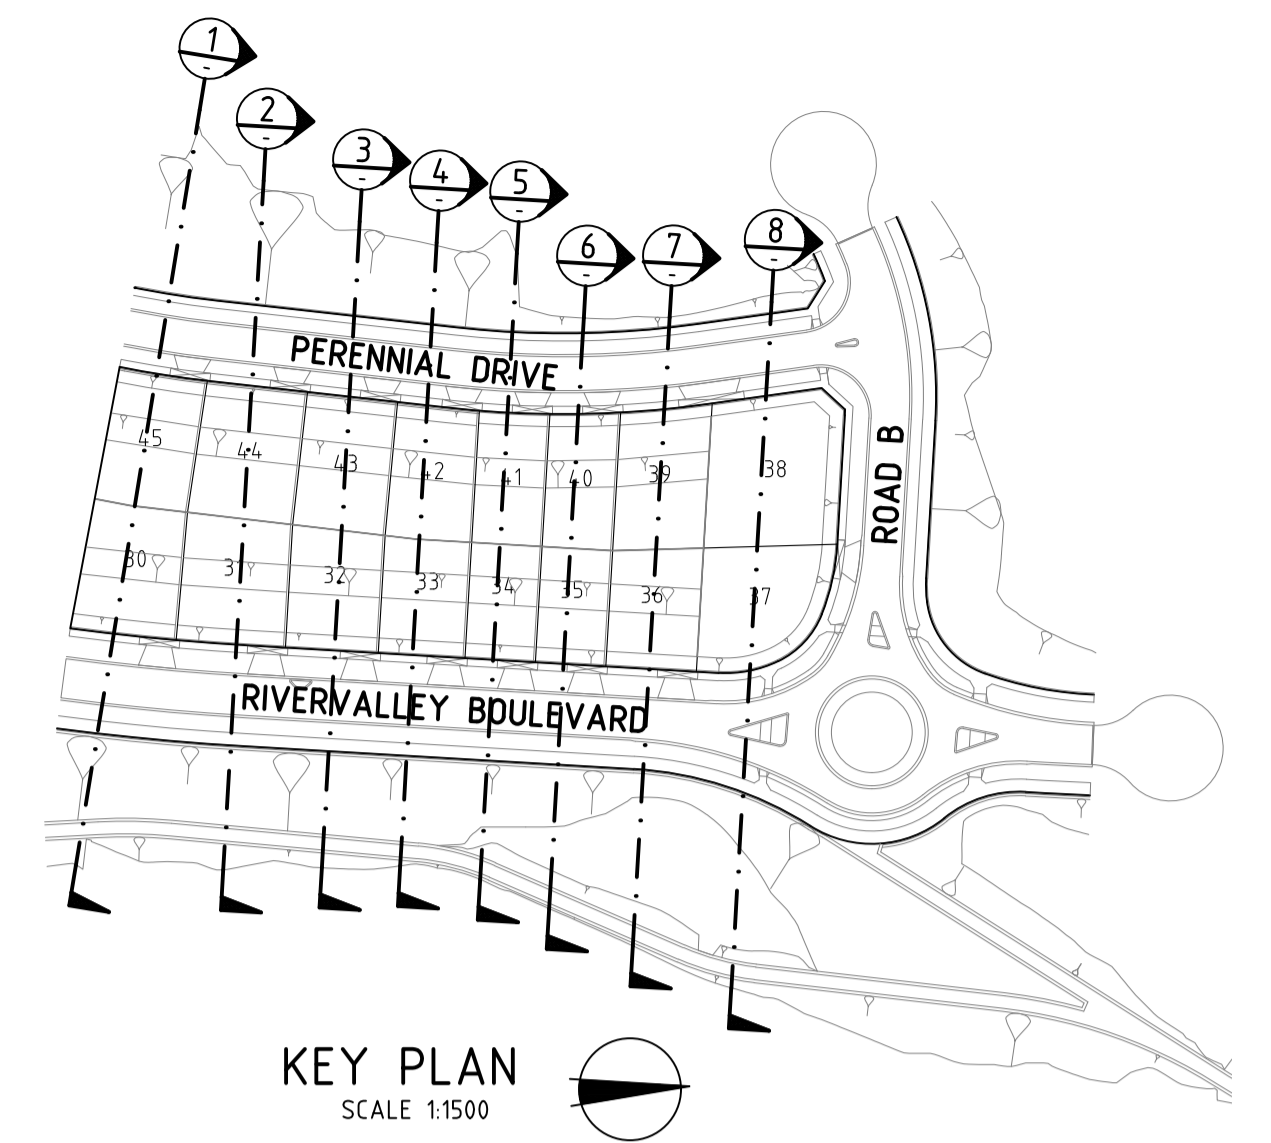 1
-
2
-
3
-
4
-
5
-
6
-
7
-
8
-
PERENNIAL DRIVE
ROAD B
45 44 43 42 41 40 39 38
30 31 32 33 34 35 36 37
RIVERVALLEY BOULEVARD
KEY PLAN
SCALE 1:1500